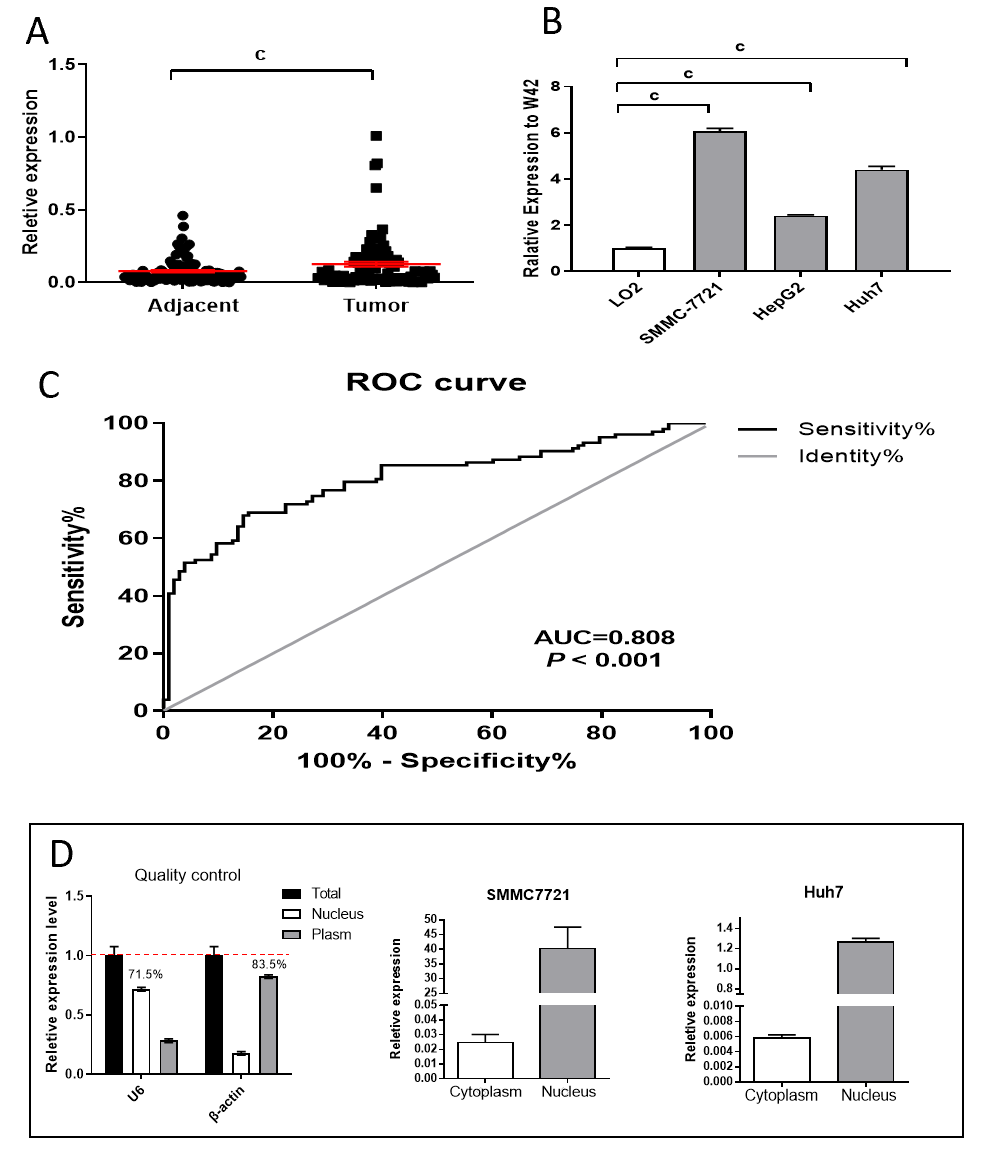 A
c
Reletive expression
1.5
1.0
0.5
0.0
Adjacent
Tumor
B
c
c
c
Ralative Expression to W42
8
6
4
2
0
LO2
SMMC-7721
HepG2
Huh7
C
ROC curve
Sensitivity%
100
80
60
40
20
0
0 20 40 60 80 100
100% - Specificity%
Sensitivity%
Identity%
AUC=0.808
P < 0.001
D
Quality control
Reletive expression level
1.5
1.0
0.5
0.0
71.5%
83.5%
U6
β-actin
Total
Nucleus
Plasm
SMMC7721
Reletive expression
50
45
40
35
30
25
0.05
0.04
0.03
0.02
0.01
0.00
Cytoplasm
Nucleus
Huh7
Reletive expression
1.4
1.2
1.0
0.8
0.010
0.008
0.006
0.004
0.002
0.000
Cytoplasm
Nucleus